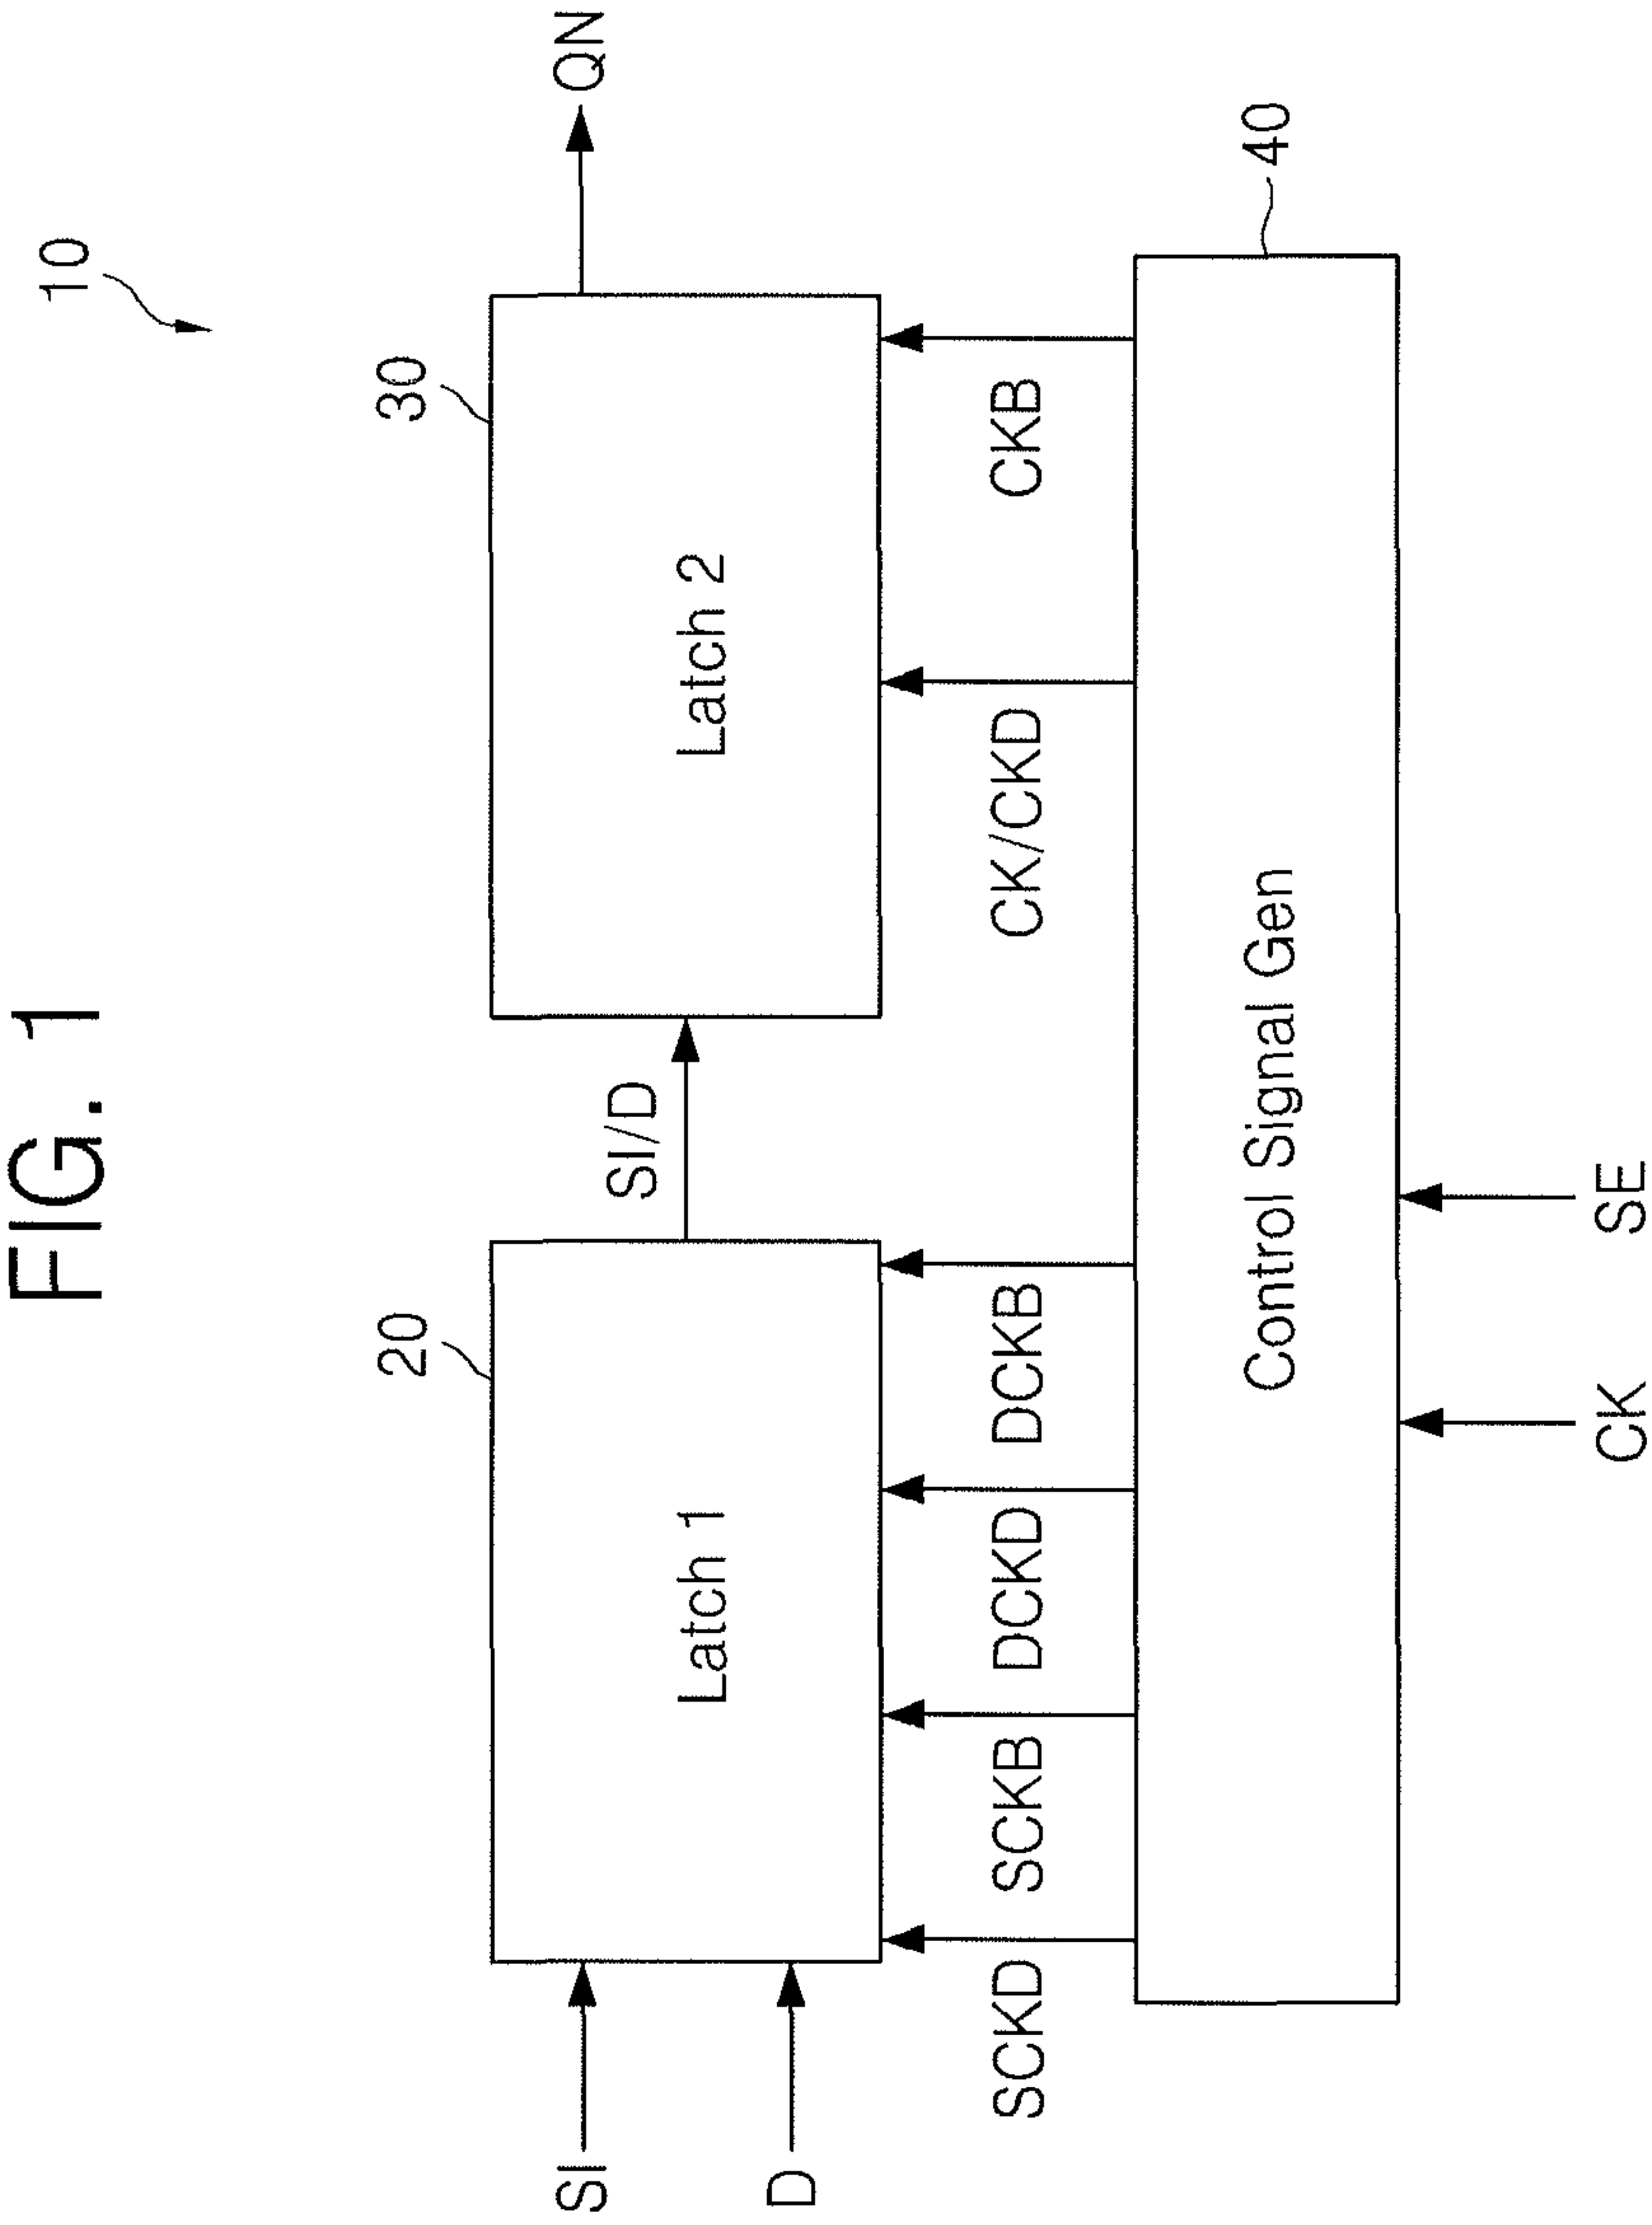 FIG. 1
10
20
30
SI
D
Latch 1
SI/D
Latch 2
QN
SCKD
SCKB
DCKD
DCKB
CK/CKD
CKB
Control Signal Gen
40
CK
SE